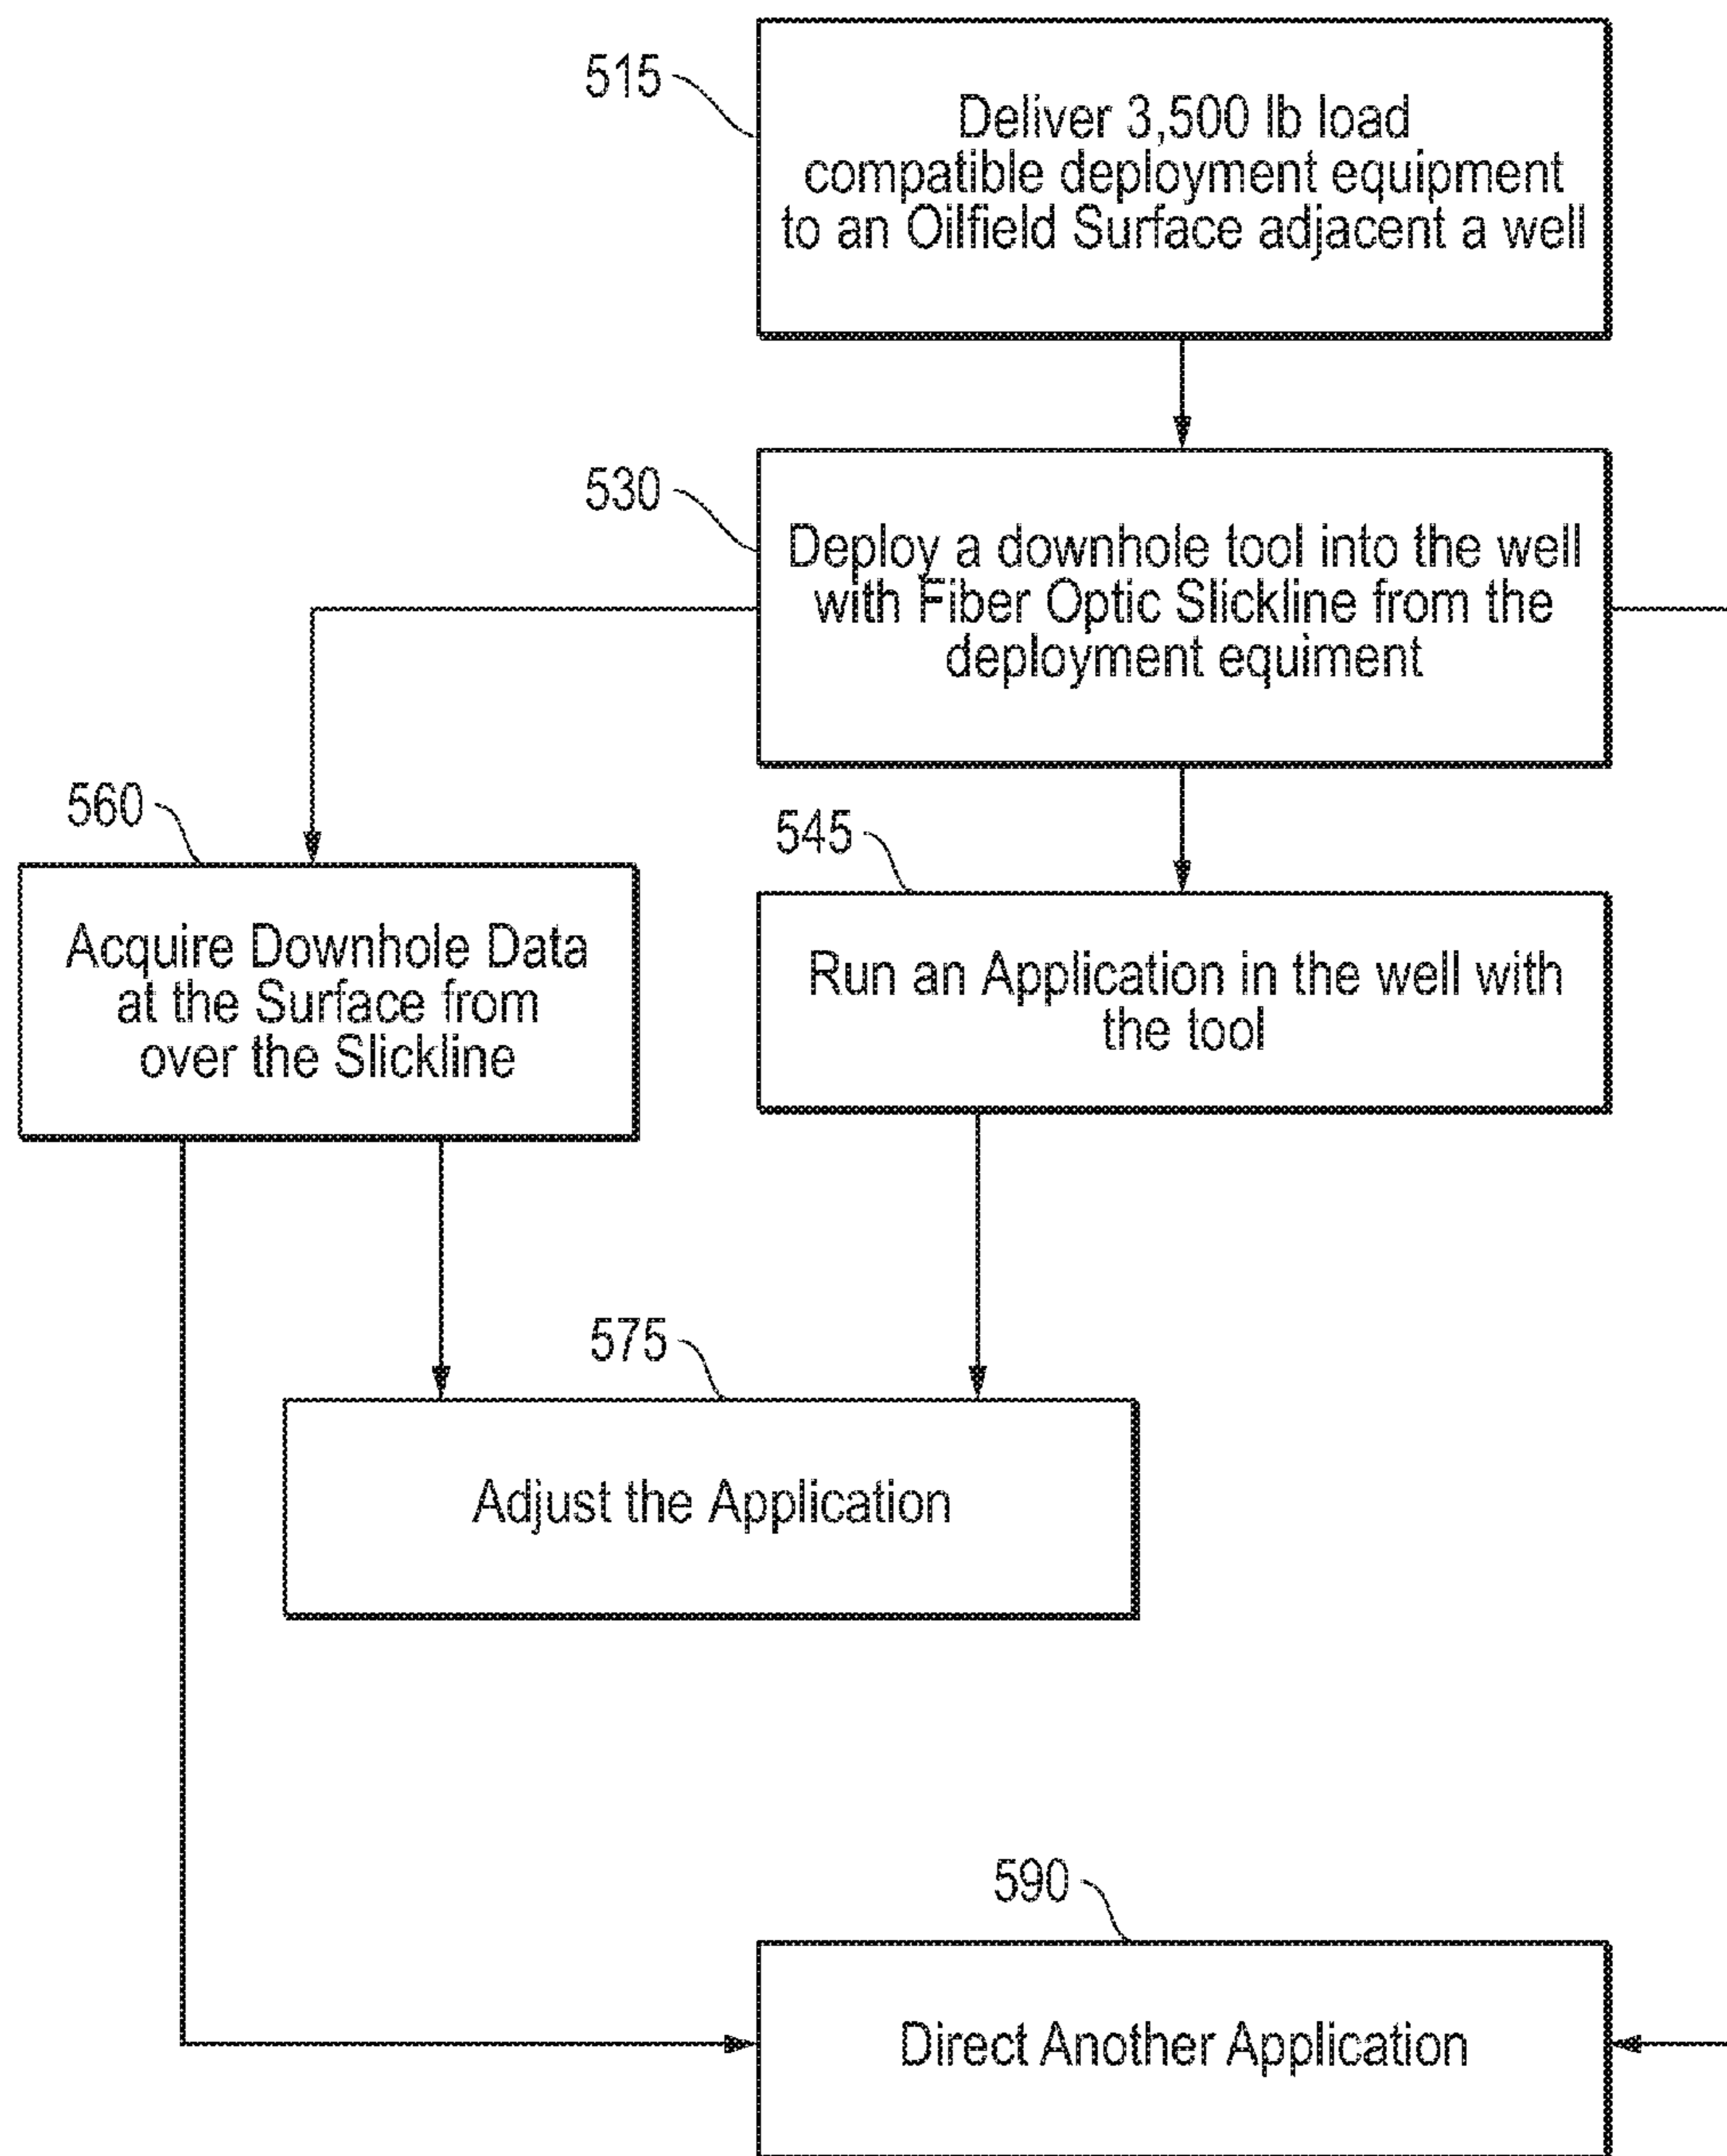 515
Deliver 3,500 lb load
compatible deployment equipment
to an Oilfield Surface adjacent a well
530
Deploy a downhole tool into the well
with Fiber Optic Slickline from the
deployment equiment
560
Acquire Downhole Data
at the Surface from
over the Slickline
545
Run an Application in the well with
the tool
575
Adjust the Application
590
Direct Another Application